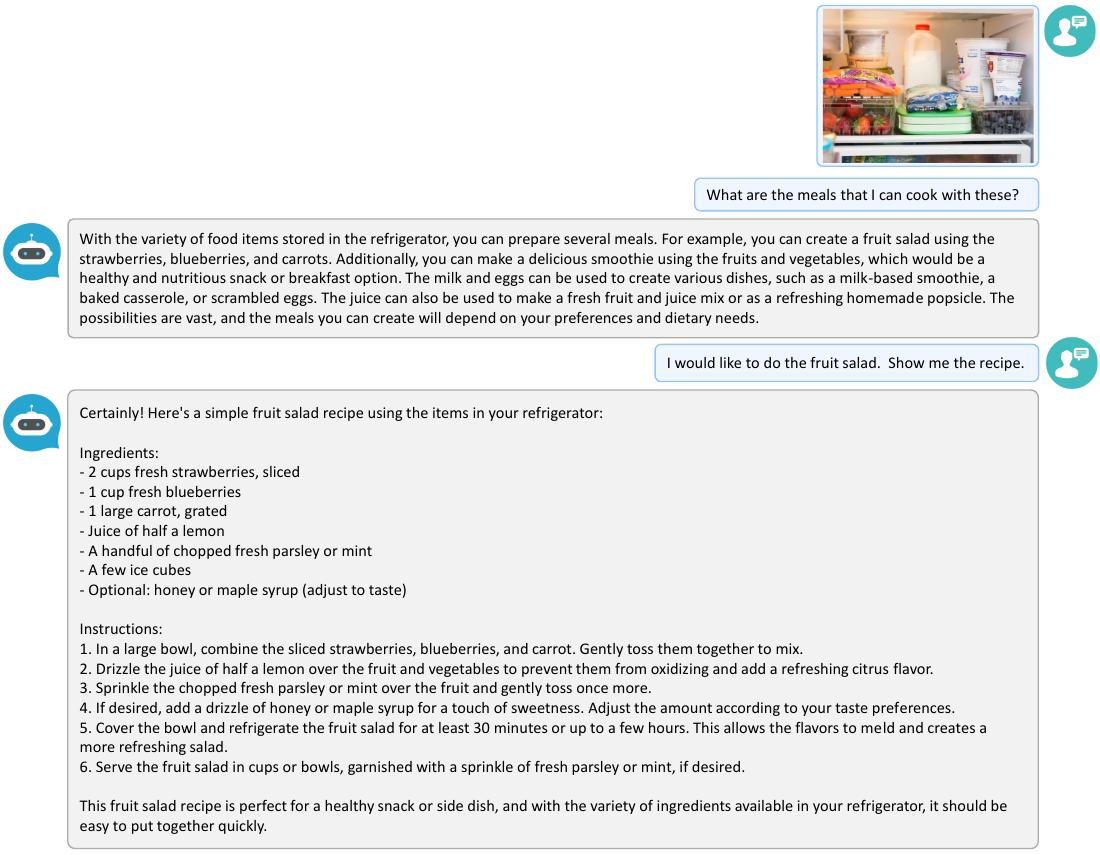 What are the meals that I can cook with these?
With the variety of food items stored in the refrigerator, you can prepare several meals. For example, you can create a fruit salad using the
strawberries, blueberries, and carrots. Additionally, you can make a delicious smoothie using the fruits and vegetables, which would be a
healthy and nutritious snack or breakfast option. The milk and eggs can be used to create various dishes, such as a milk-based smoothie, a
baked casserole, or scrambled eggs. The juice can also be used to make a fresh fruit and juice mix or as a refreshing homemade popsicle. The
possibilities are vast, and the meals you can create will depend on your preferences and dietary needs.
I would like to do the fruit salad.  Show me the recipe.
Certainly! Here's a simple fruit salad recipe using the items in your refrigerator:
Ingredients:
- 2 cups fresh strawberries, sliced
- 1 cup fresh blueberries
- 1 large carrot, grated
- Juice of half a lemon
- A handful of chopped fresh parsley or mint
- A few ice cubes
- Optional: honey or maple syrup (adjust to taste)
Instructions:
1. In a large bowl, combine the sliced strawberries, blueberries, and carrot. Gently toss them together to mix.
2. Drizzle the juice of half a lemon over the fruit and vegetables to prevent them from oxidizing and add a refreshing citrus flavor.
3. Sprinkle the chopped fresh parsley or mint over the fruit and gently toss once more.
4. If desired, add a drizzle of honey or maple syrup for a touch of sweetness. Adjust the amount according to your taste preferences.
5. Cover the bowl and refrigerate the fruit salad for at least 30 minutes or up to a few hours. This allows the flavors to meld and creates a
more refreshing salad.
6. Serve the fruit salad in cups or bowls, garnished with a sprinkle of fresh parsley or mint, if desired.
This fruit salad recipe is perfect for a healthy snack or side dish, and with the variety of ingredients available in your refrigerator, it should be
easy to put together quickly.